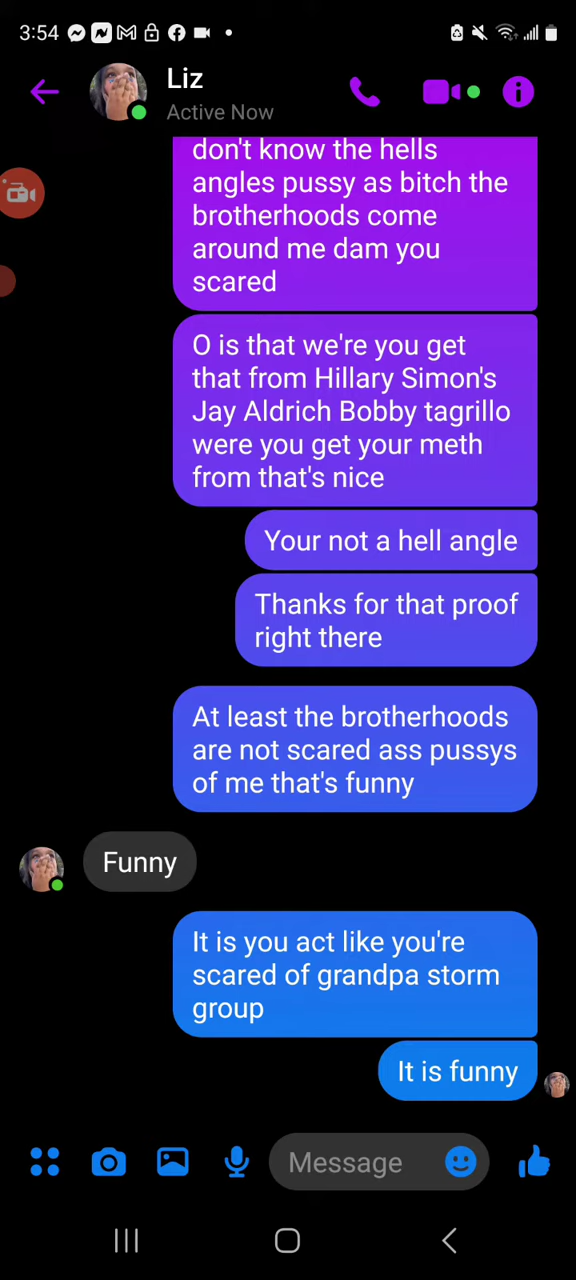 3:54
Liz
Active Now
don't know the hells
angles pussy as bitch the
brotherhoods come
around me dam you
scared
O is that we're you get
that from Hillary Simon's
Jay Aldrich Bobby tagrillo
were you get your meth
from that's nice
Your not a hell angle
Thanks for that proof
right there
At least the brotherhoods
are not scared ass pussys
of me that's funny
Funny
It is you act like you're
scared of grandpa storm
group
It is funny
Message